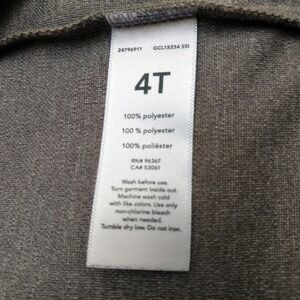 24796911 GCL15234 SSI
4T
100% polyester
100 % polyester
100% poliéster
RN# 96367
CA# 53061
Wash before use.
Turn garment inside out.
Machine wash cold
with like colors. Use only
non-chlorine bleach
when needed.
Tumble dry low. Do not iron.